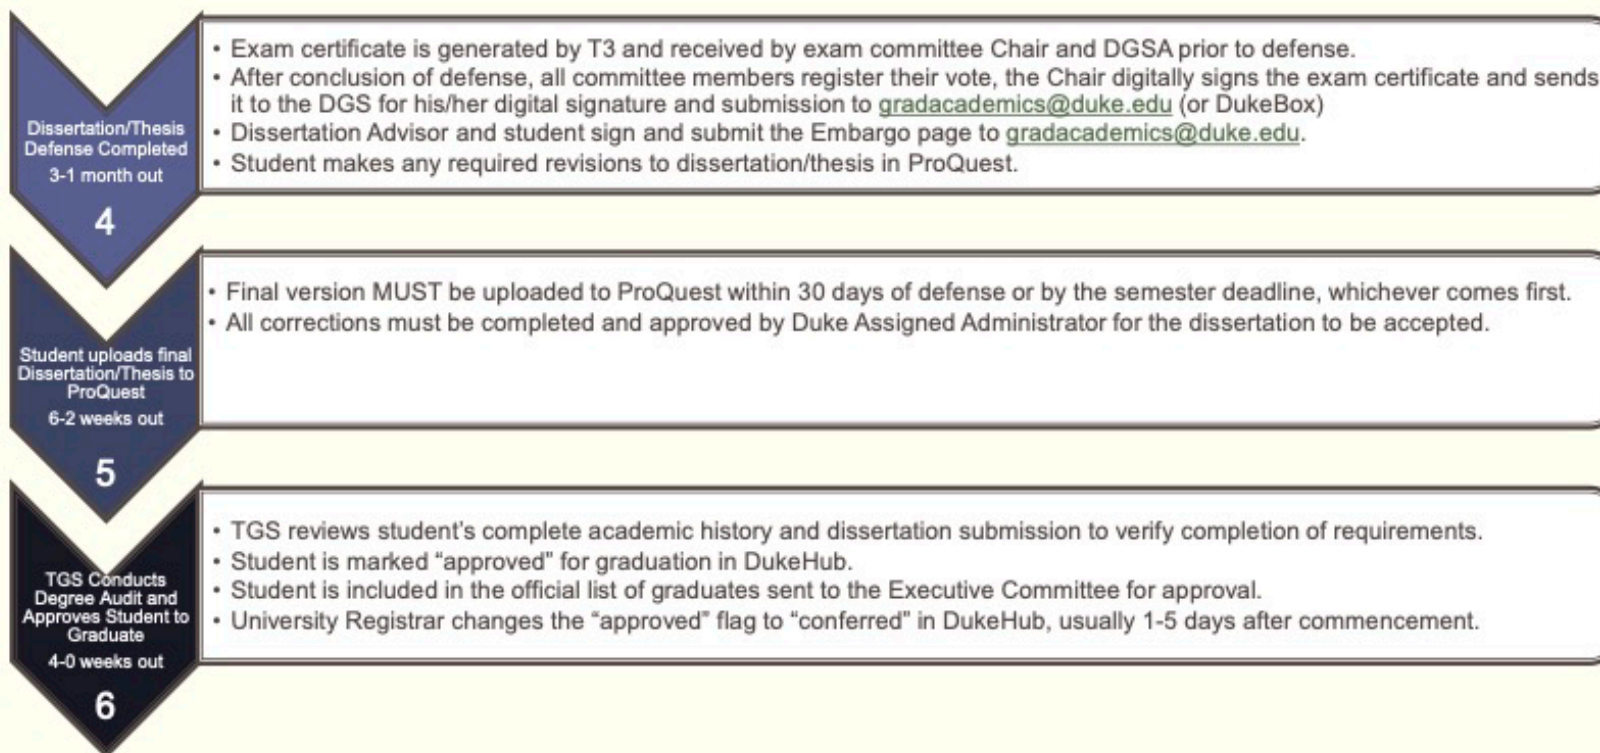 Dissertation/Thesis
Defense Completed
3-1 month out
4
• Exam certificate is generated by T3 and received by exam committee Chair and DGSA prior to defense.
• After conclusion of defense, all committee members register their vote, the Chair digitally signs the exam certificate and sends
it to the DGS for his/her digital signature and submission to gradacademics@duke.edu (or DukeBox)
• Dissertation Advisor and student sign and submit the Embargo page to gradacademics@duke.edu.
• Student makes any required revisions to dissertation/thesis in ProQuest.
Student uploads final
Dissertation/Thesis to
ProQuest
6-2 weeks out
5
• Final version MUST be uploaded to ProQuest within 30 days of defense or by the semester deadline, whichever comes first.
• All corrections must be completed and approved by Duke Assigned Administrator for the dissertation to be accepted.
TGS Conducts
Degree Audit and
Approves Student to
Graduate
4-0 weeks out
6
• TGS reviews student's complete academic history and dissertation submission to verify completion of requirements.
• Student is marked “approved” for graduation in DukeHub.
• Student is included in the official list of graduates sent to the Executive Committee for approval.
• University Registrar changes the “approved” flag to “conferred” in DukeHub, usually 1-5 days after commencement.